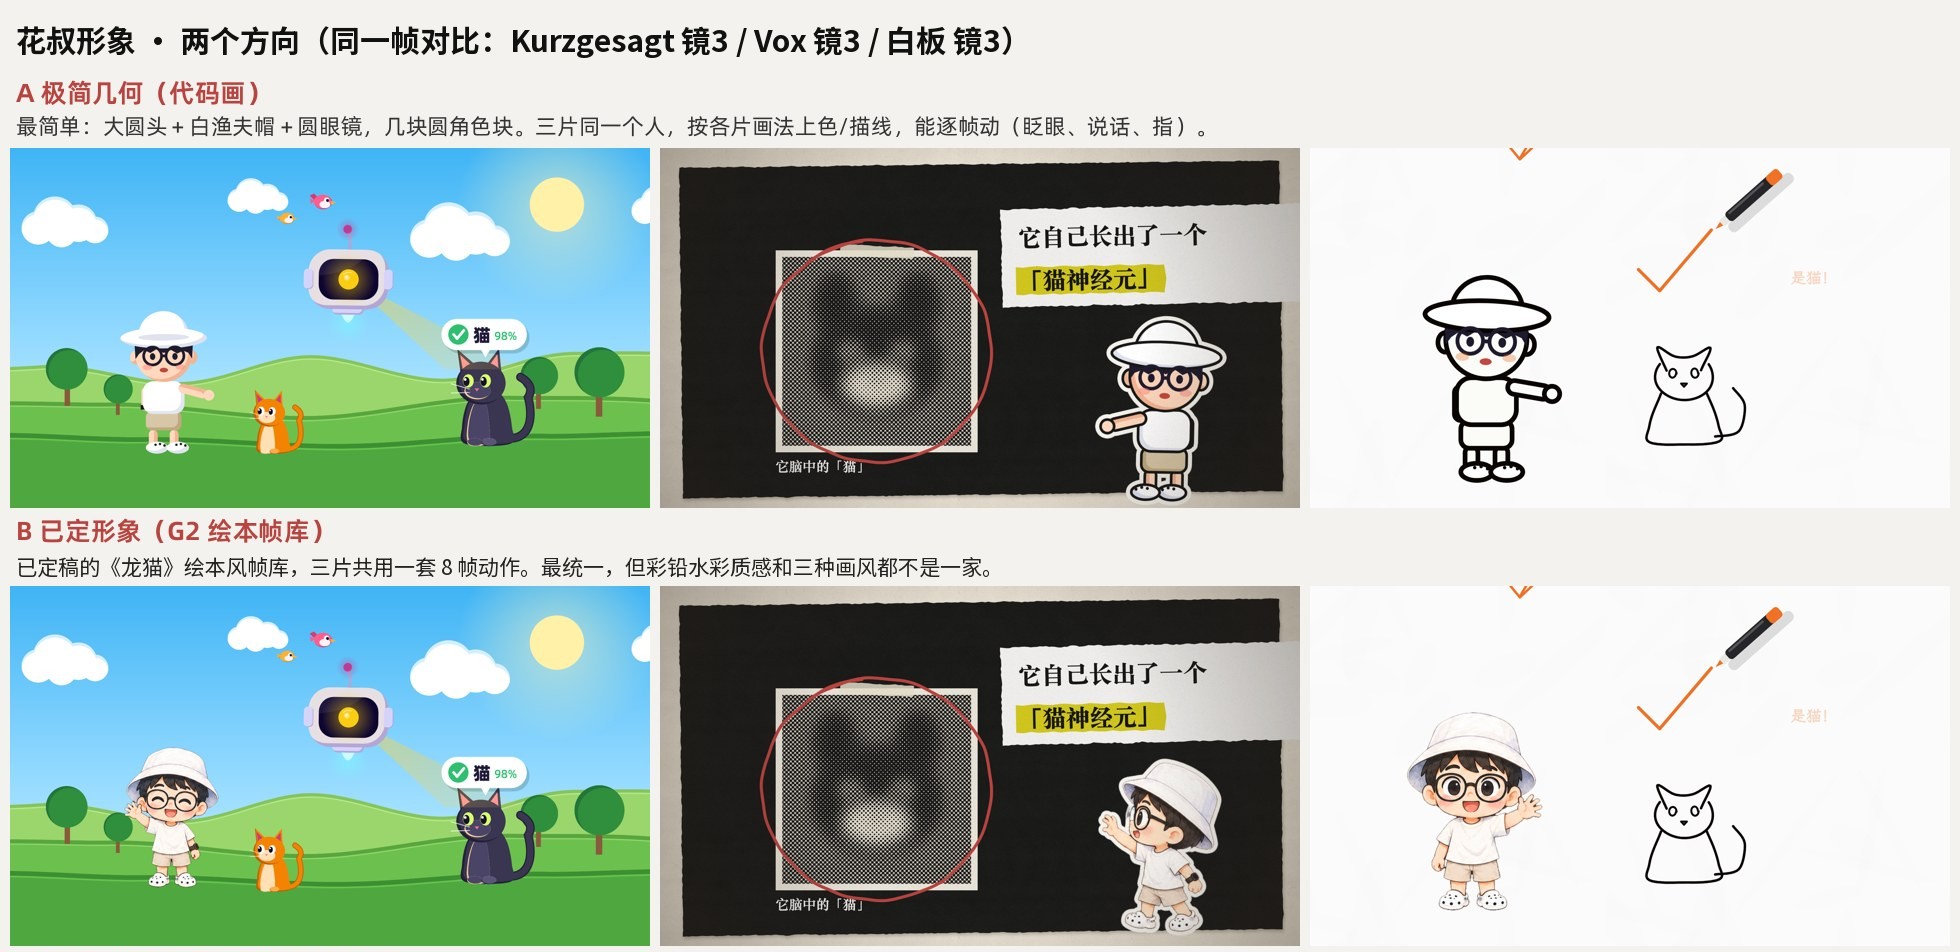 花叔形象 · 两个方向（同一帧对比：Kurzgesagt 镜3 / Vox 镜3 / 白板 镜3）
A 极简几何（代码画）
最简单：大圆头＋白渔夫帽＋圆眼镜，几块圆角色块。三片同一个人，按各片画法上色/描线，能逐帧动（眨眼、说话、指）。
猫 98%
它自己长出了一个
「猫神经元」
它脑中的「猫」
是猫！
B 已定形象（G2 绘本帧库）
已定稿的《龙猫》绘本风帧库，三片共用一套 8 帧动作。最统一，但彩铅水彩质感和三种画风都不是一家。
猫 98%
它自己长出了一个
「猫神经元」
它脑中的「猫」
是猫！